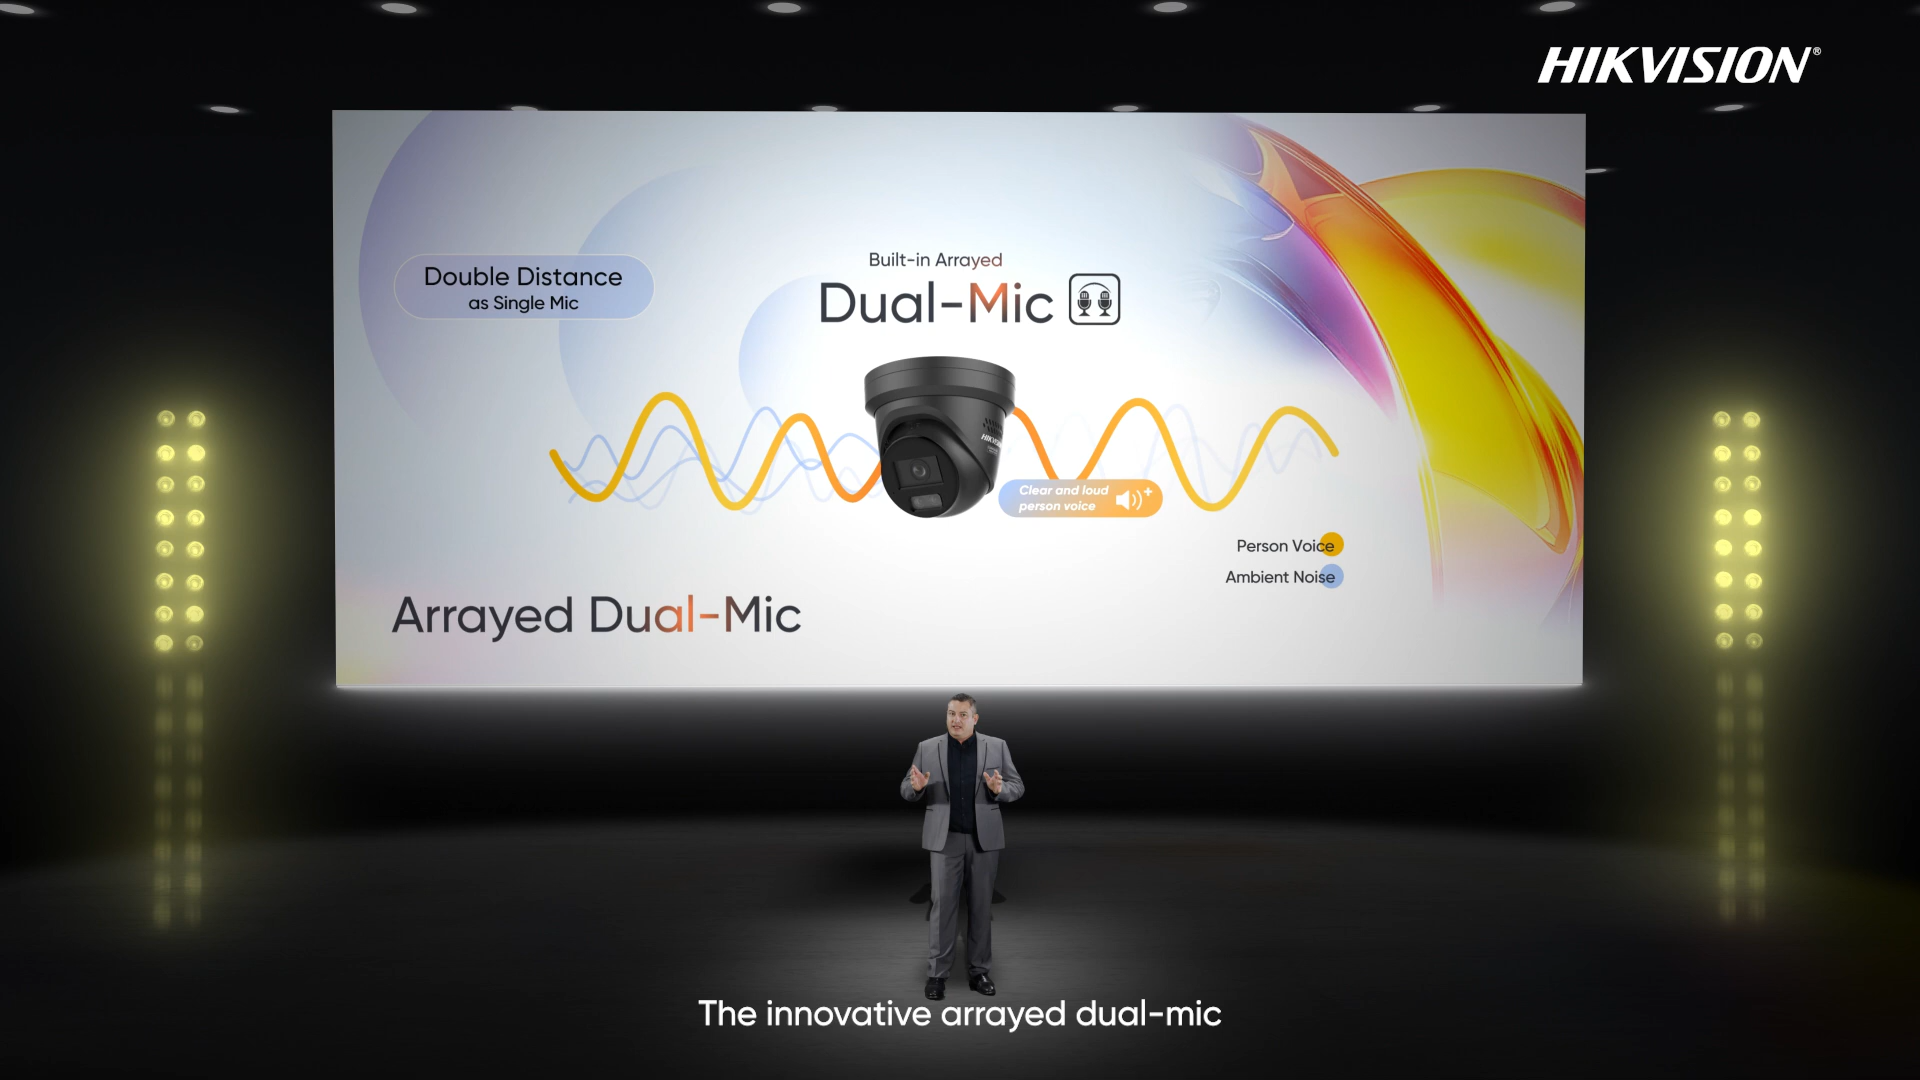 HIKVISION®
Double Distance
as Single Mic
Built-in Arrayed
Dual-Mic
HIKVISION
Clear and loud
person voice
Person Voice
Ambient Noise
Arrayed Dual-Mic
The innovative arrayed dual-mic